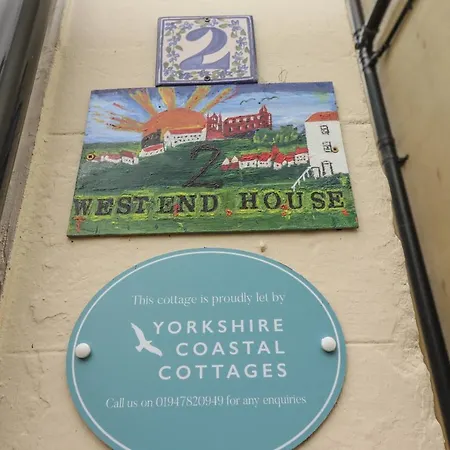 2
2
WEST END HOUSE
This cottage is proudly let by
YORKSHIRE
COASTAL
COTTAGES
Call us on 01947820949 for any enquiries